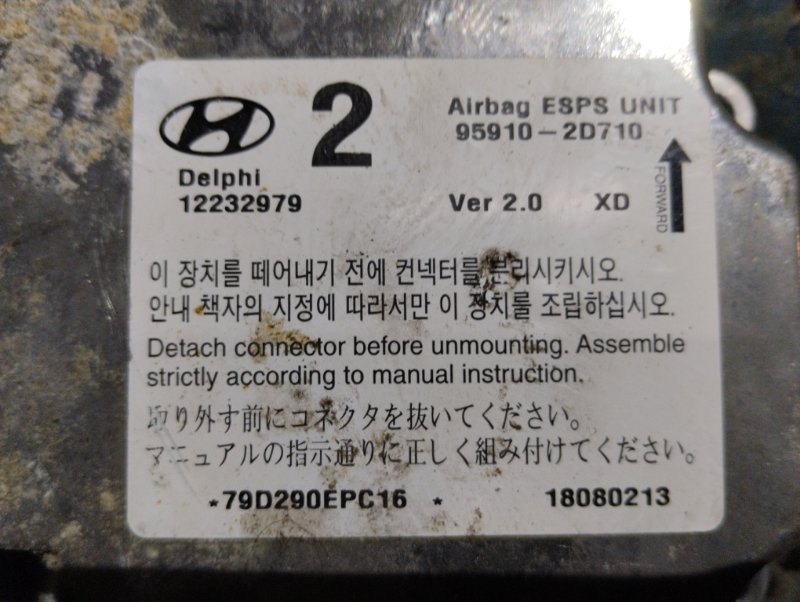 2
Airbag ESPS UNIT
95910-2D710
Delphi
12232979
Ver 2.0 XD
FORWARD
이 장치를 떼어내기 전에 컨넥터를 분리시키시오.
안내 책자의 지정에 따라서만 이 장치를 조립하십시오.
Detach connector before unmounting. Assemble
strictly according to manual instruction.
取り外す前にコネクタを抜いてください。
マニュアルの指示通りに正しく組み付けてください。
*79D290EPC16 * 18080213